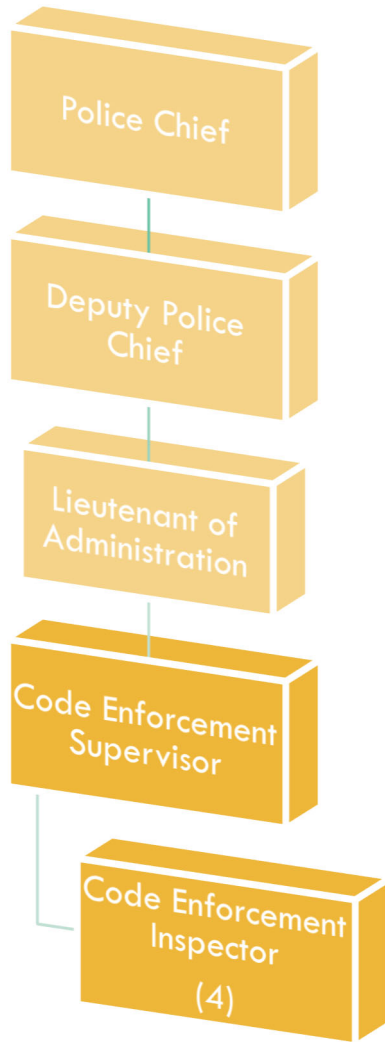 Police Chief
Deputy Police
Chief
Lieutenant of
Administration
Code Enforcement
Supervisor
Code Enforcement
Inspector
(4)